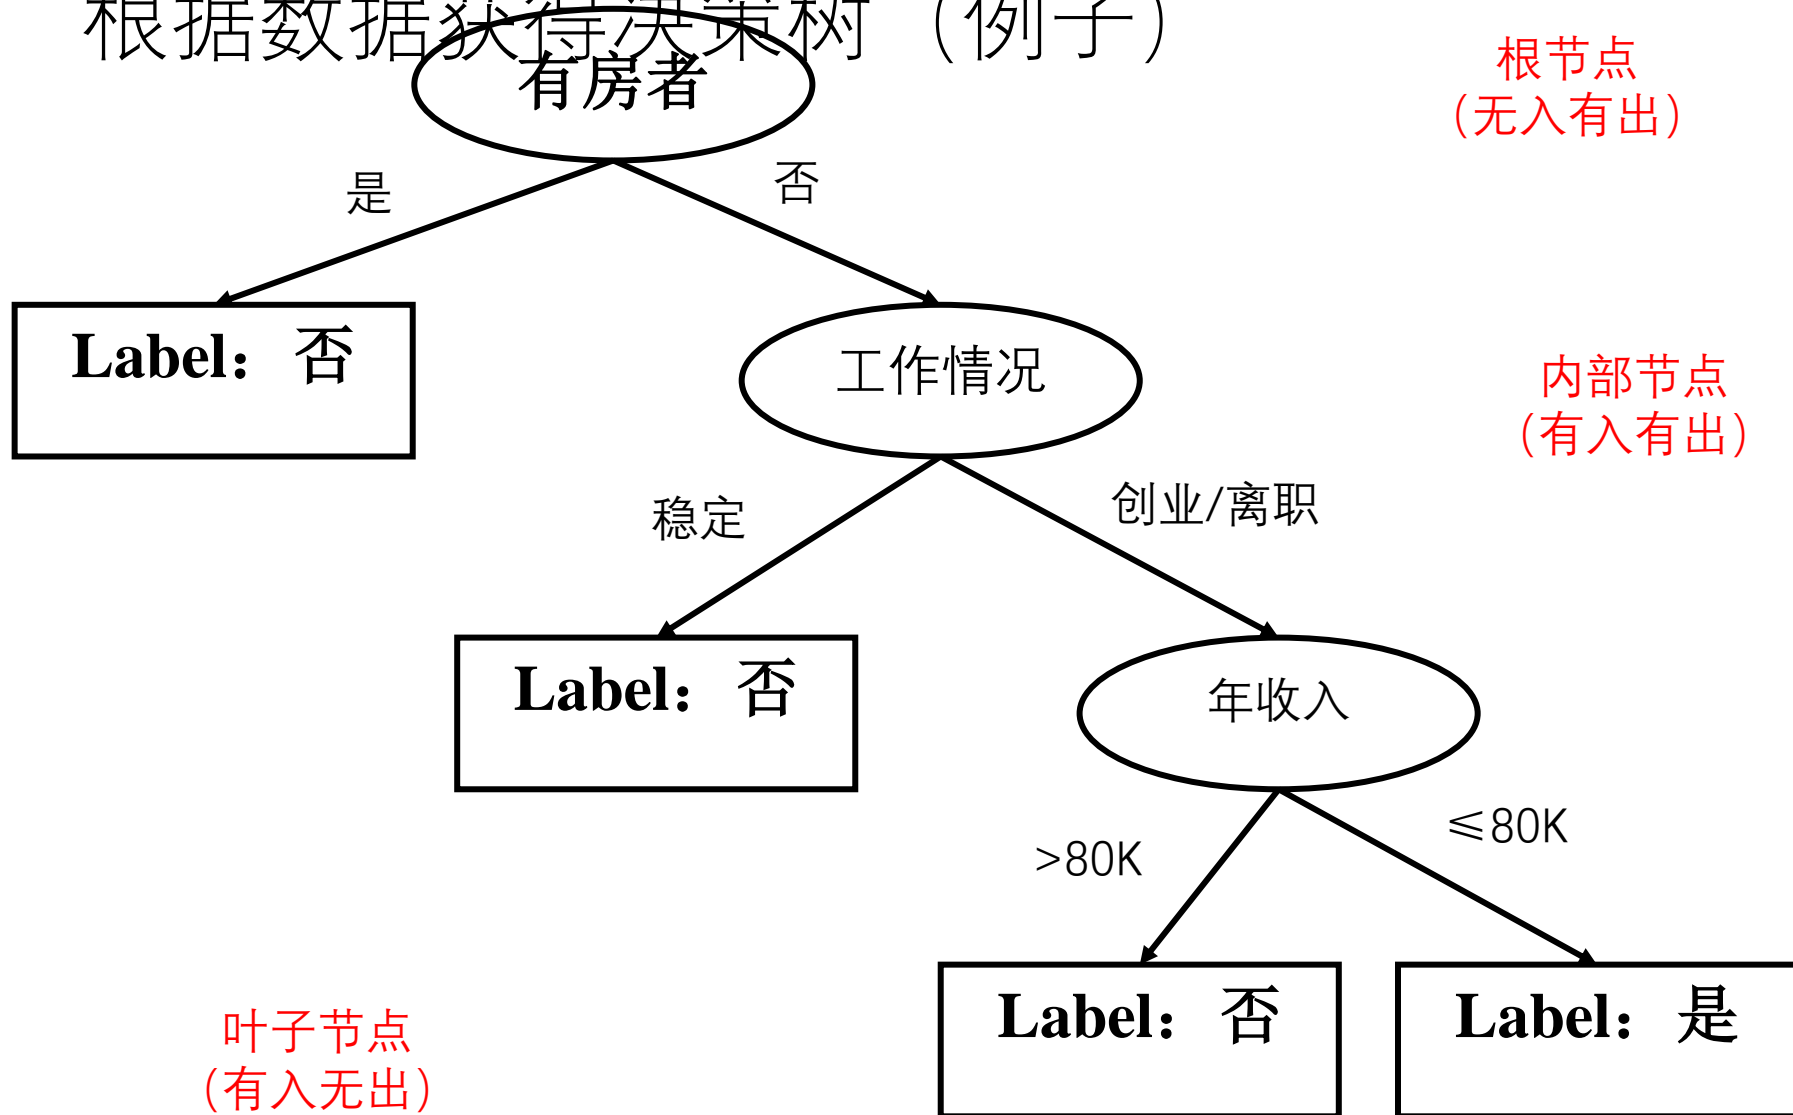 根据数据获得决策树（例子）
有房者
根节点
（无入有出）
是
否
Label：否
工作情况
内部节点
（有入有出）
稳定
创业/离职
Label：否
年收入
>80K
≤80K
Label：否
Label：是
叶子节点
（有入无出）